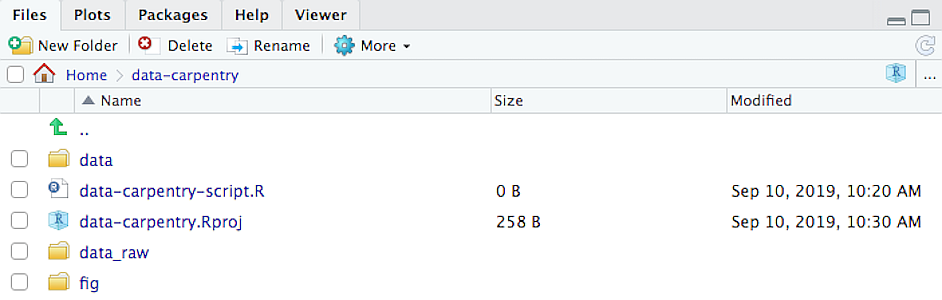 Files Plots Packages Help Viewer
New Folder Delete Rename More
Home data-carpentry R ...
Name Size Modified
..
data
R data-carpentry-script.R 0 B Sep 10, 2019, 10:20 AM
R data-carpentry.Rproj 258 B Sep 10, 2019, 10:30 AM
data_raw
fig